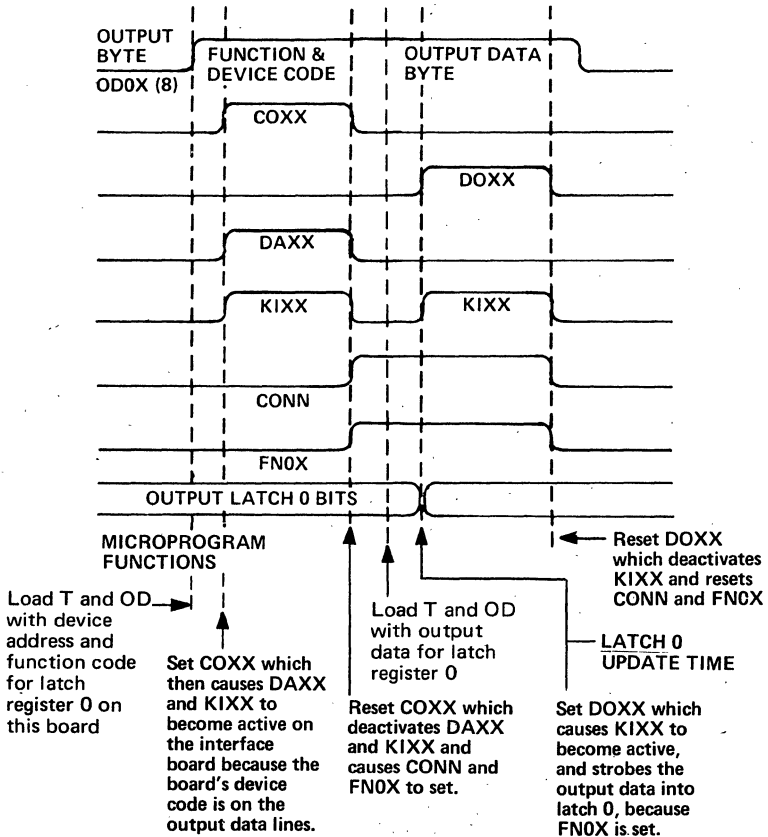 OUTPUT
BYTE
OD0X (8)
FUNCTION &
DEVICE CODE
OUTPUT DATA
BYTE
COXX
DOXX
DAXX
KIXX
KIXX
CONN
FN0X
OUTPUT LATCH 0 BITS
MICROPROGRAM
FUNCTIONS
Load T and OD
with device
address and
function code
for latch
register 0 on
this board
Set COXX which
then causes DAXX
and KIXX to
become active on
the interface
board because the
board's device
code is on the
output data lines.
Reset COXX which
deactivates DAXX
and KIXX and
causes CONN and
FN0X to set.
Load T and OD
with output
data for latch
register 0
Set DOXX which
causes KIXX to
become active,
and strobes the
output data into
latch 0, because
FN0X is set.
LATCH 0
UPDATE TIME
Reset DOXX
which deactivates
KIXX and resets
CONN and FN0X